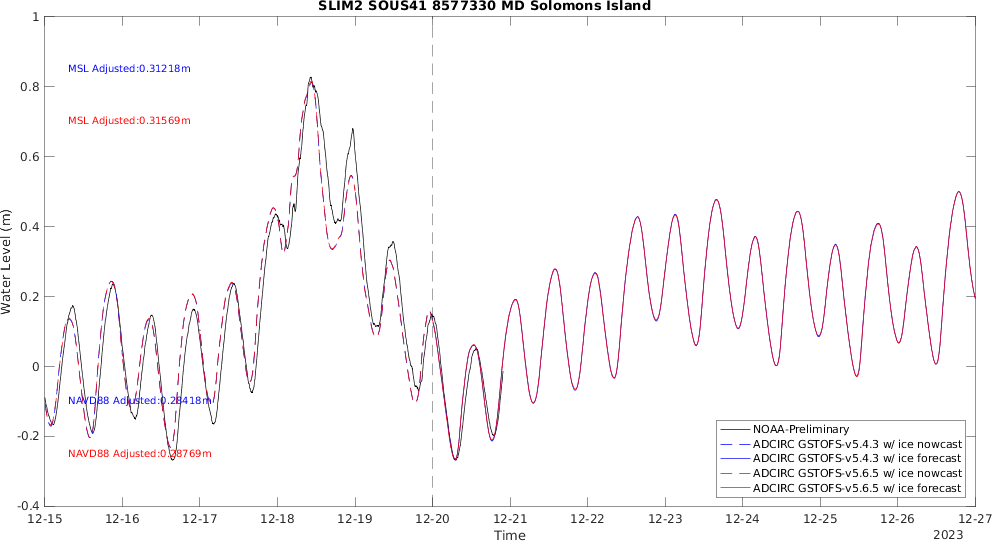 SLIM2 SOUS41 8577330 MD Solomons Island
Water Level (m)
1
0.8
0.6
0.4
0.2
0
-0.2
-0.4
MSL Adjusted:0.31218m
MSL Adjusted:0.31569m
NAVD88 Adjusted:0.28418m
NAVD88 Adjusted:0.28769m
NOAA-Preliminary
ADCIRC GSTOFS-v5.4.3 w/ ice nowcast
ADCIRC GSTOFS-v5.4.3 w/ ice forecast
ADCIRC GSTOFS-v5.6.5 w/ ice nowcast
ADCIRC GSTOFS-v5.6.5 w/ ice forecast
12-15 12-16 12-17 12-18 12-19 12-20 12-21 12-22 12-23 12-24 12-25 12-26 12-27
Time
2023